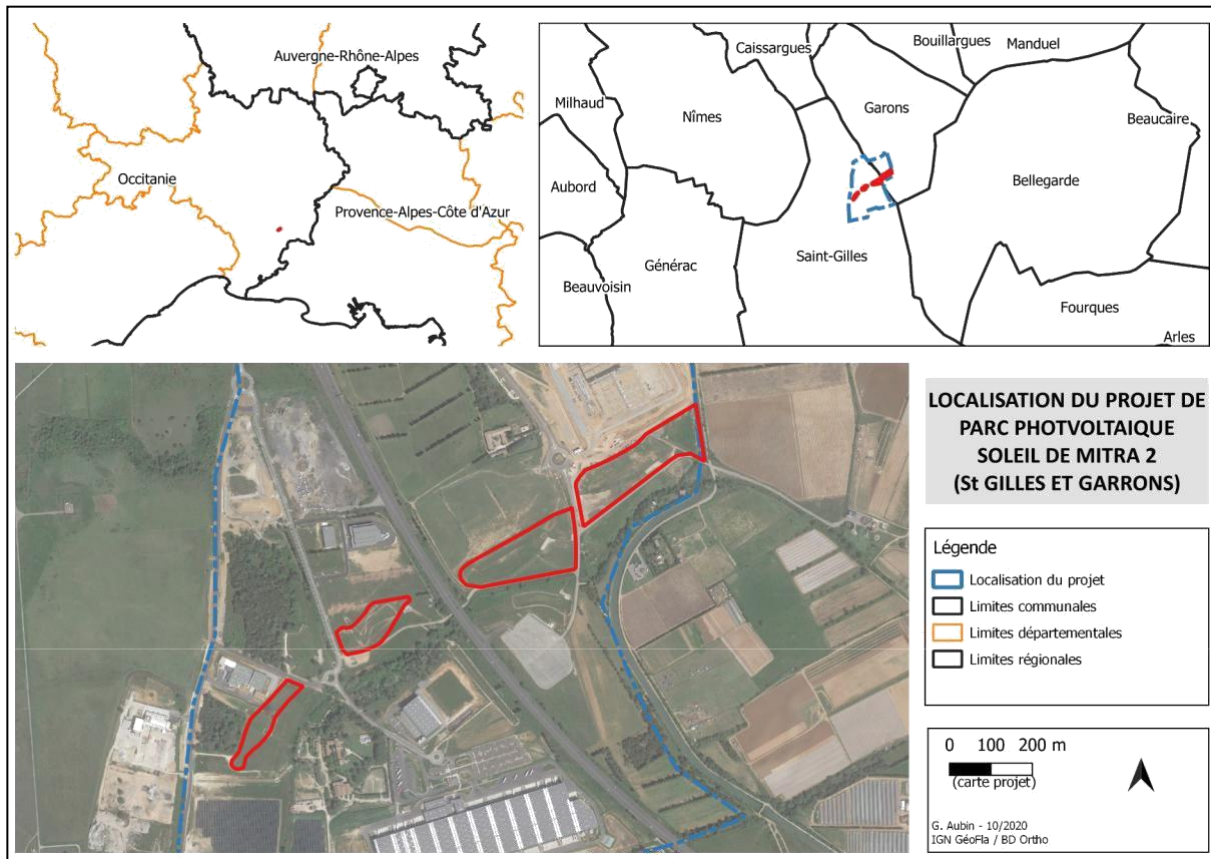 Auvergne-Rhône-Alpes
Occitanie
Provence-Alpes-Côte d'Azur
Caissargues
Bouillargues
Manduel
Milhaud
Nîmes
Garons
Beaucaire
Aubord
Bellegarde
Générac
Saint-Gilles
Beauvoisin
Fourques
Arles
LOCALISATION DU PROJET DE
PARC PHOTVOLTAIQUE
SOLEIL DE MITRA 2
(St GILLES ET GARRONS)
Légende
Localisation du projet
Limites communales
Limites départementales
Limites régionales
0 100 200 m
(carte projet)
G. Aubin - 10/2020
IGN GéoFla / BD Ortho